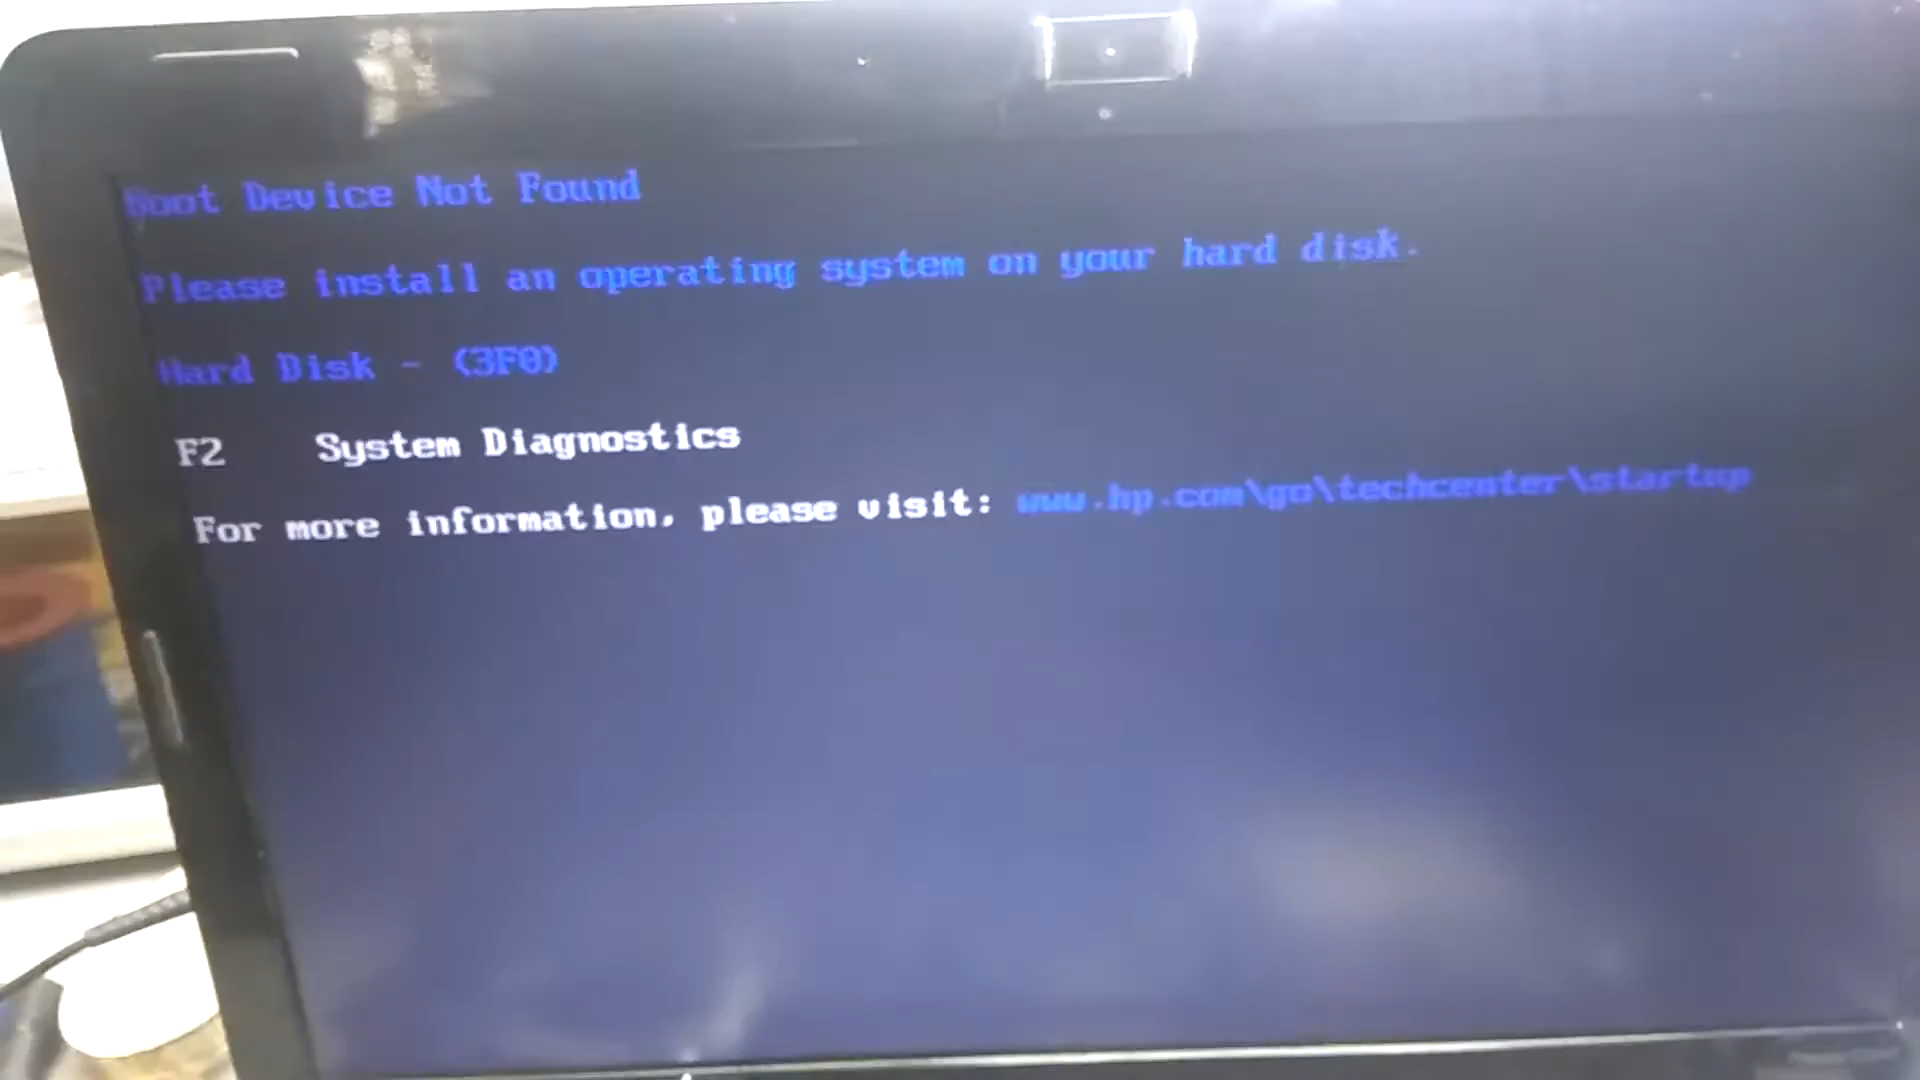 Boot Device Not Found
Please install an operating system on your hard disk.
Hard Disk - (3F0)
F2 System Diagnostics
For more information, please visit: www.hp.com\go\techcenter\startup